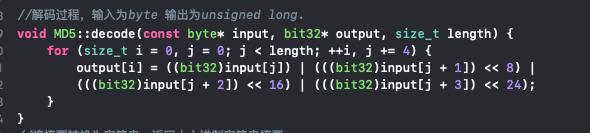 //解码过程，输入为byte 输出为unsigned long.
void MD5::decode(const byte* input, bit32* output, size_t length) {
for (size_t i = 0, j = 0; j < length; ++i, j += 4) {
output[i] = ((bit32)input[j]) | (((bit32)input[j + 1]) << 8) |
(((bit32)input[j + 2]) << 16) | (((bit32)input[j + 3]) << 24);
}
}